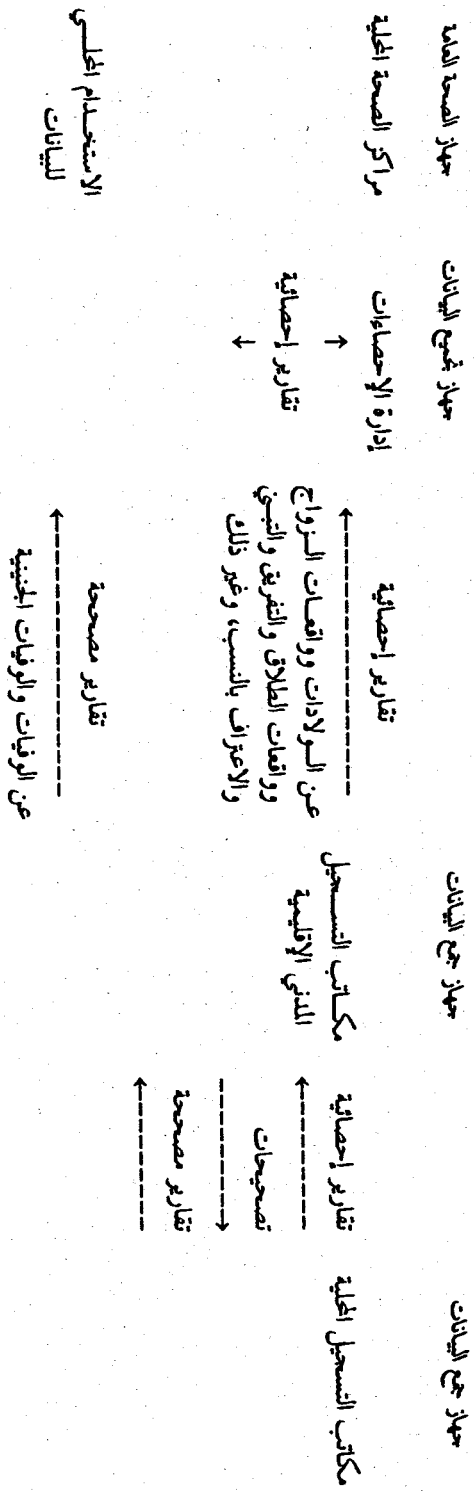 جهاز جمع البيانات
جهاز جمع البيانات
جهاز تجميع البيانات
جهاز الصحة العامة
مكاتب التسجيل المحلية
تقارير إحصائية
تصحيحات
تقارير مصححة
مكاتب التسجيل
المدني الإقليمية
تقارير إحصائية
عن الولادات وواقعات الزواج
وواقعات الطلاق والتفريق والتبني
والاعتراف بالنسب، وغير ذلك
تقارير مصححة
عن الوفيات والوفيات الجنينية
إدارة الإحصاءات
تقارير إحصائية
مراكز الصحة المحلية
الاستخدام المحلي
للبيانات